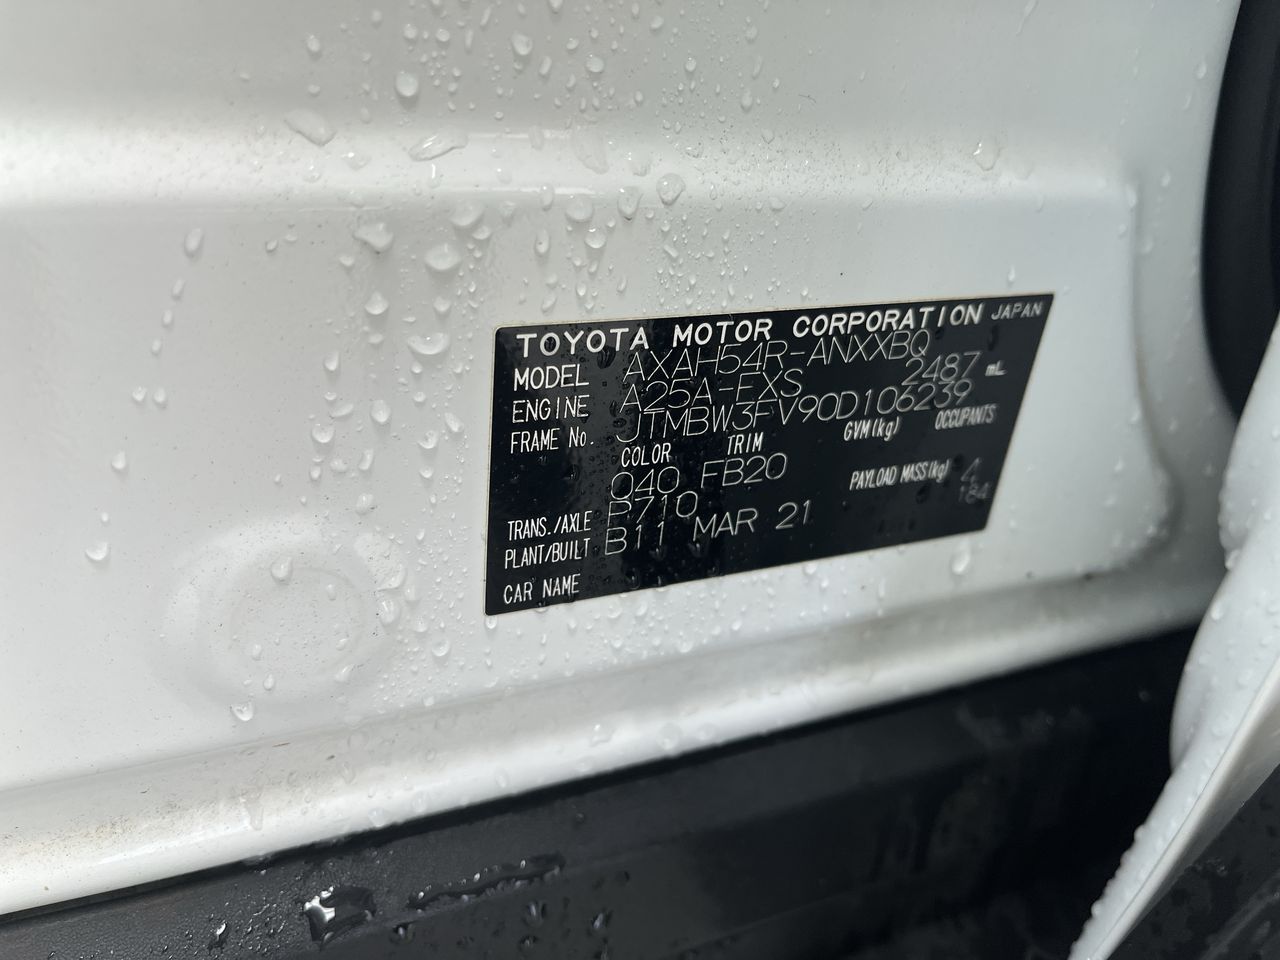 TOYOTA MOTOR CORPORATION JAPAN
MODEL AXAH54R-ANXXBQ
ENGINE A25A-FXS 2487 mL
FRAME No. JTMBW3FV90D106239
COLOR TRIM GVM(kg) OCCUPANTS
040 FB20 4
TRANS./AXLE P710 PAYLOAD MASS(kg) 184
PLANT/BUILT B11 MAR 21
CAR NAME